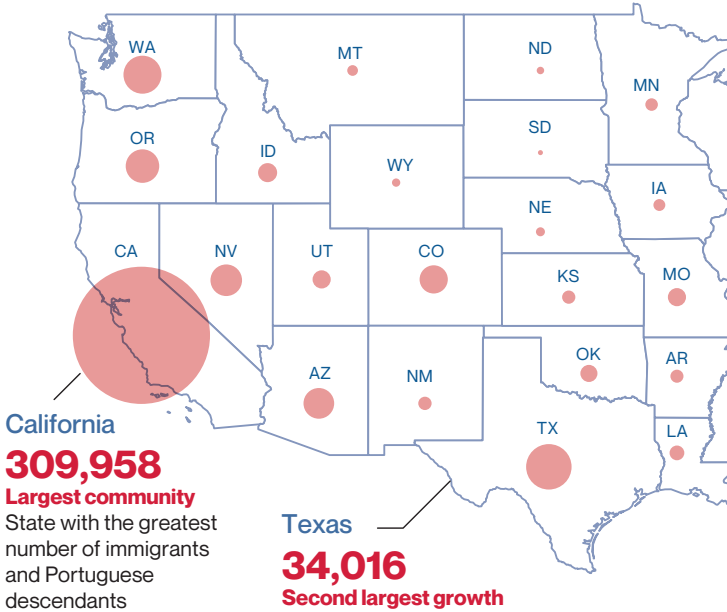 WA
MT
ND
MN
OR
ID
SD
WY
IA
NE
CA
NV
UT
CO
KS
MO
AZ
NM
OK
AR
TX
LA
California
309,958
Largest community
State with the greatest
number of immigrants
and Portuguese
descendants
Texas
34,016
Second largest growth